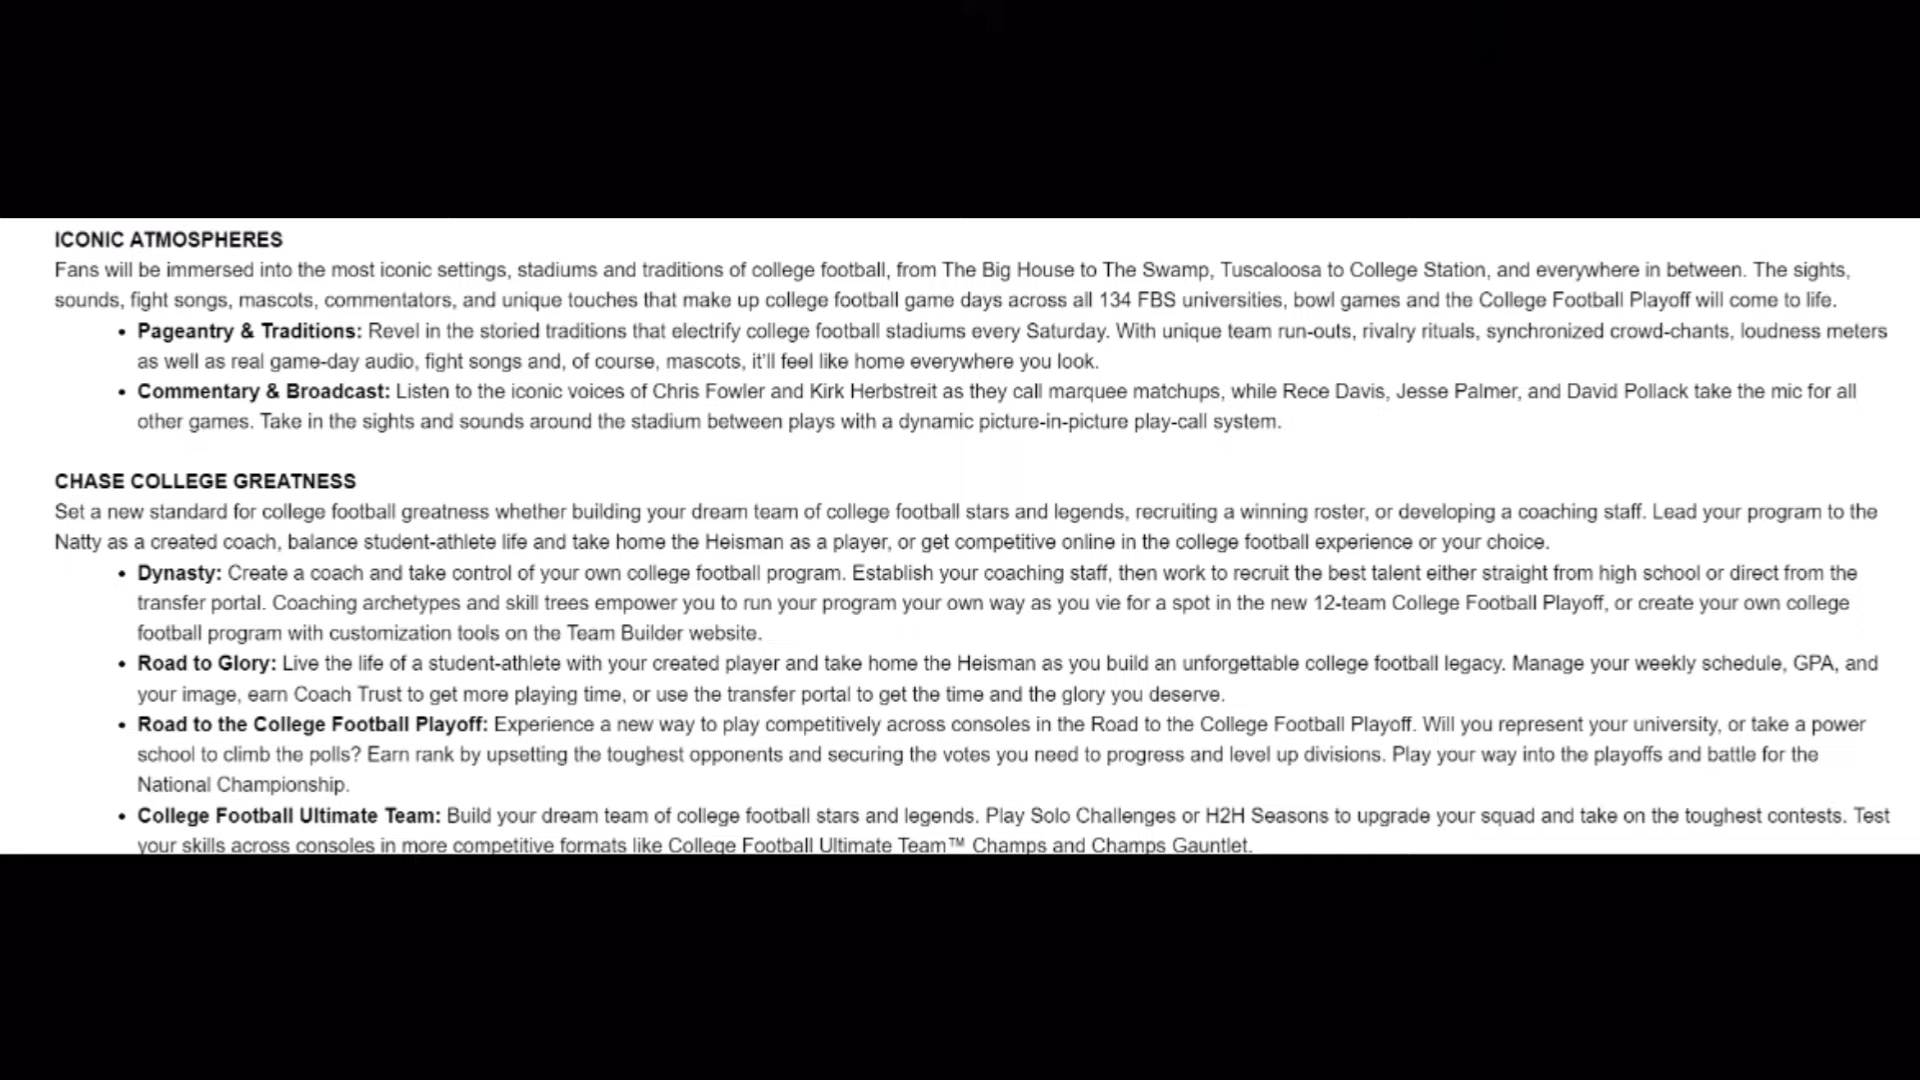 ICONIC ATMOSPHERES
Fans will be immersed into the most iconic settings, stadiums and traditions of college football, from The Big House to The Swamp, Tuscaloosa to College Station, and everywhere in between. The sights,
sounds, fight songs, mascots, commentators, and unique touches that make up college football game days across all 134 FBS universities, bowl games and the College Football Playoff will come to life.
• Pageantry & Traditions: Revel in the storied traditions that electrify college football stadiums every Saturday. With unique team run-outs, rivalry rituals, synchronized crowd-chants, loudness meters
as well as real game-day audio, fight songs and, of course, mascots, it'll feel like home everywhere you look.
• Commentary & Broadcast: Listen to the iconic voices of Chris Fowler and Kirk Herbstreit as they call marquee matchups, while Rece Davis, Jesse Palmer, and David Pollack take the mic for all
other games. Take in the sights and sounds around the stadium between plays with a dynamic picture-in-picture play-call system.
CHASE COLLEGE GREATNESS
Set a new standard for college football greatness whether building your dream team of college football stars and legends, recruiting a winning roster, or developing a coaching staff. Lead your program to the
Natty as a created coach, balance student-athlete life and take home the Heisman as a player, or get competitive online in the college football experience or your choice.
• Dynasty: Create a coach and take control of your own college football program. Establish your coaching staff, then work to recruit the best talent either straight from high school or direct from the
transfer portal. Coaching archetypes and skill trees empower you to run your program your own way as you vie for a spot in the new 12-team College Football Playoff, or create your own college
football program with customization tools on the Team Builder website.
• Road to Glory: Live the life of a student-athlete with your created player and take home the Heisman as you build an unforgettable college football legacy. Manage your weekly schedule, GPA, and
your image, earn Coach Trust to get more playing time, or use the transfer portal to get the time and the glory you deserve.
• Road to the College Football Playoff: Experience a new way to play competitively across consoles in the Road to the College Football Playoff. Will you represent your university, or take a power
school to climb the polls? Earn rank by upsetting the toughest opponents and securing the votes you need to progress and level up divisions. Play your way into the playoffs and battle for the
National Championship.
• College Football Ultimate Team: Build your dream team of college football stars and legends. Play Solo Challenges or H2H Seasons to upgrade your squad and take on the toughest contests. Test
your skills across consoles in more competitive formats like College Football Ultimate Team™ Champs and Champs Gauntlet.